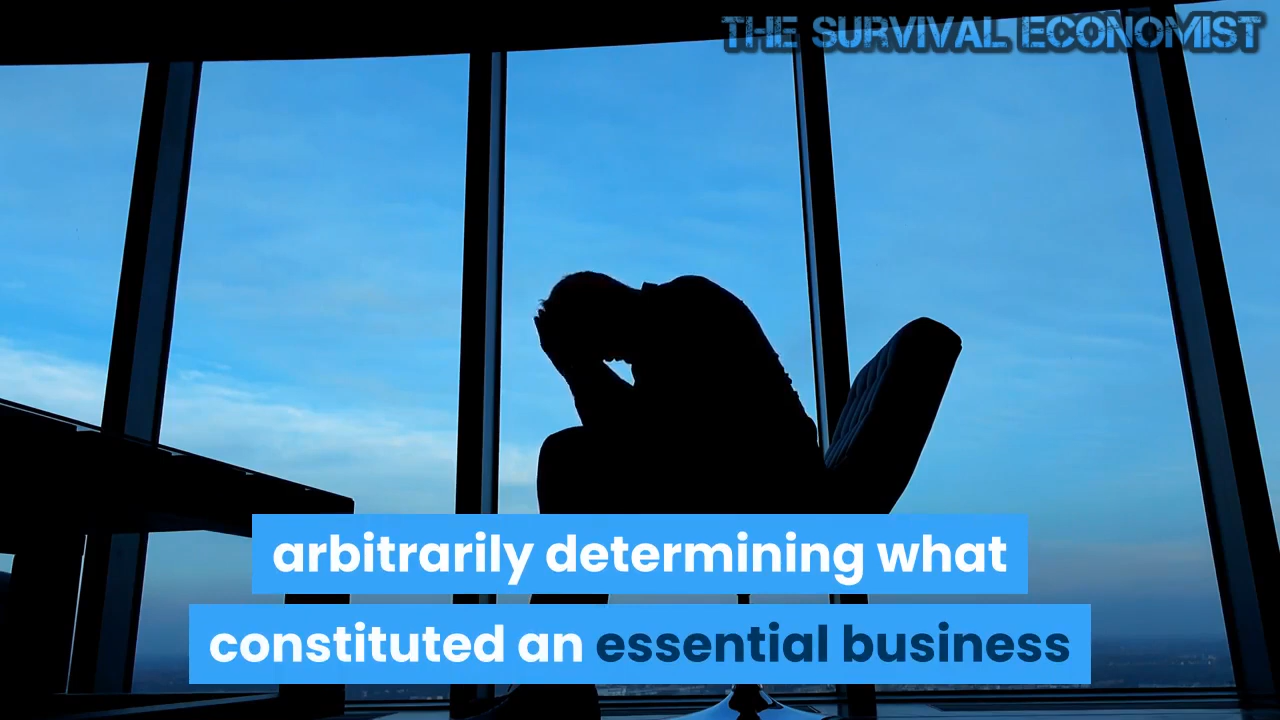 THE SURVIVAL ECONOMIST
arbitrarily determining what
constituted an essential business